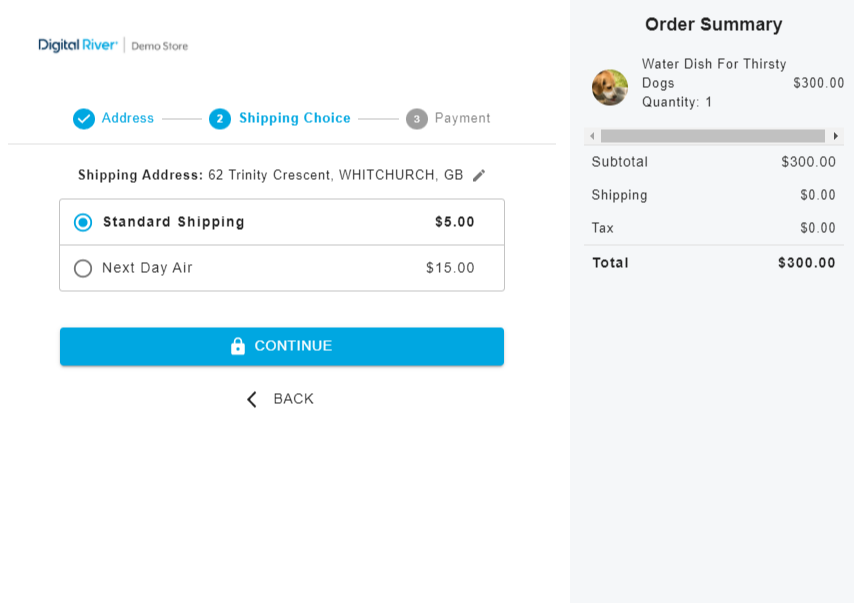 Digital River | Demo Store
Address
2 Shipping Choice
3 Payment
Shipping Address: 62 Trinity Crescent, WHITCHURCH, GB
Standard Shipping $5.00
Next Day Air $15.00
CONTINUE
BACK
Order Summary
Water Dish For Thirsty
Dogs $300.00
Quantity: 1
Subtotal $300.00
Shipping $0.00
Tax $0.00
Total $300.00